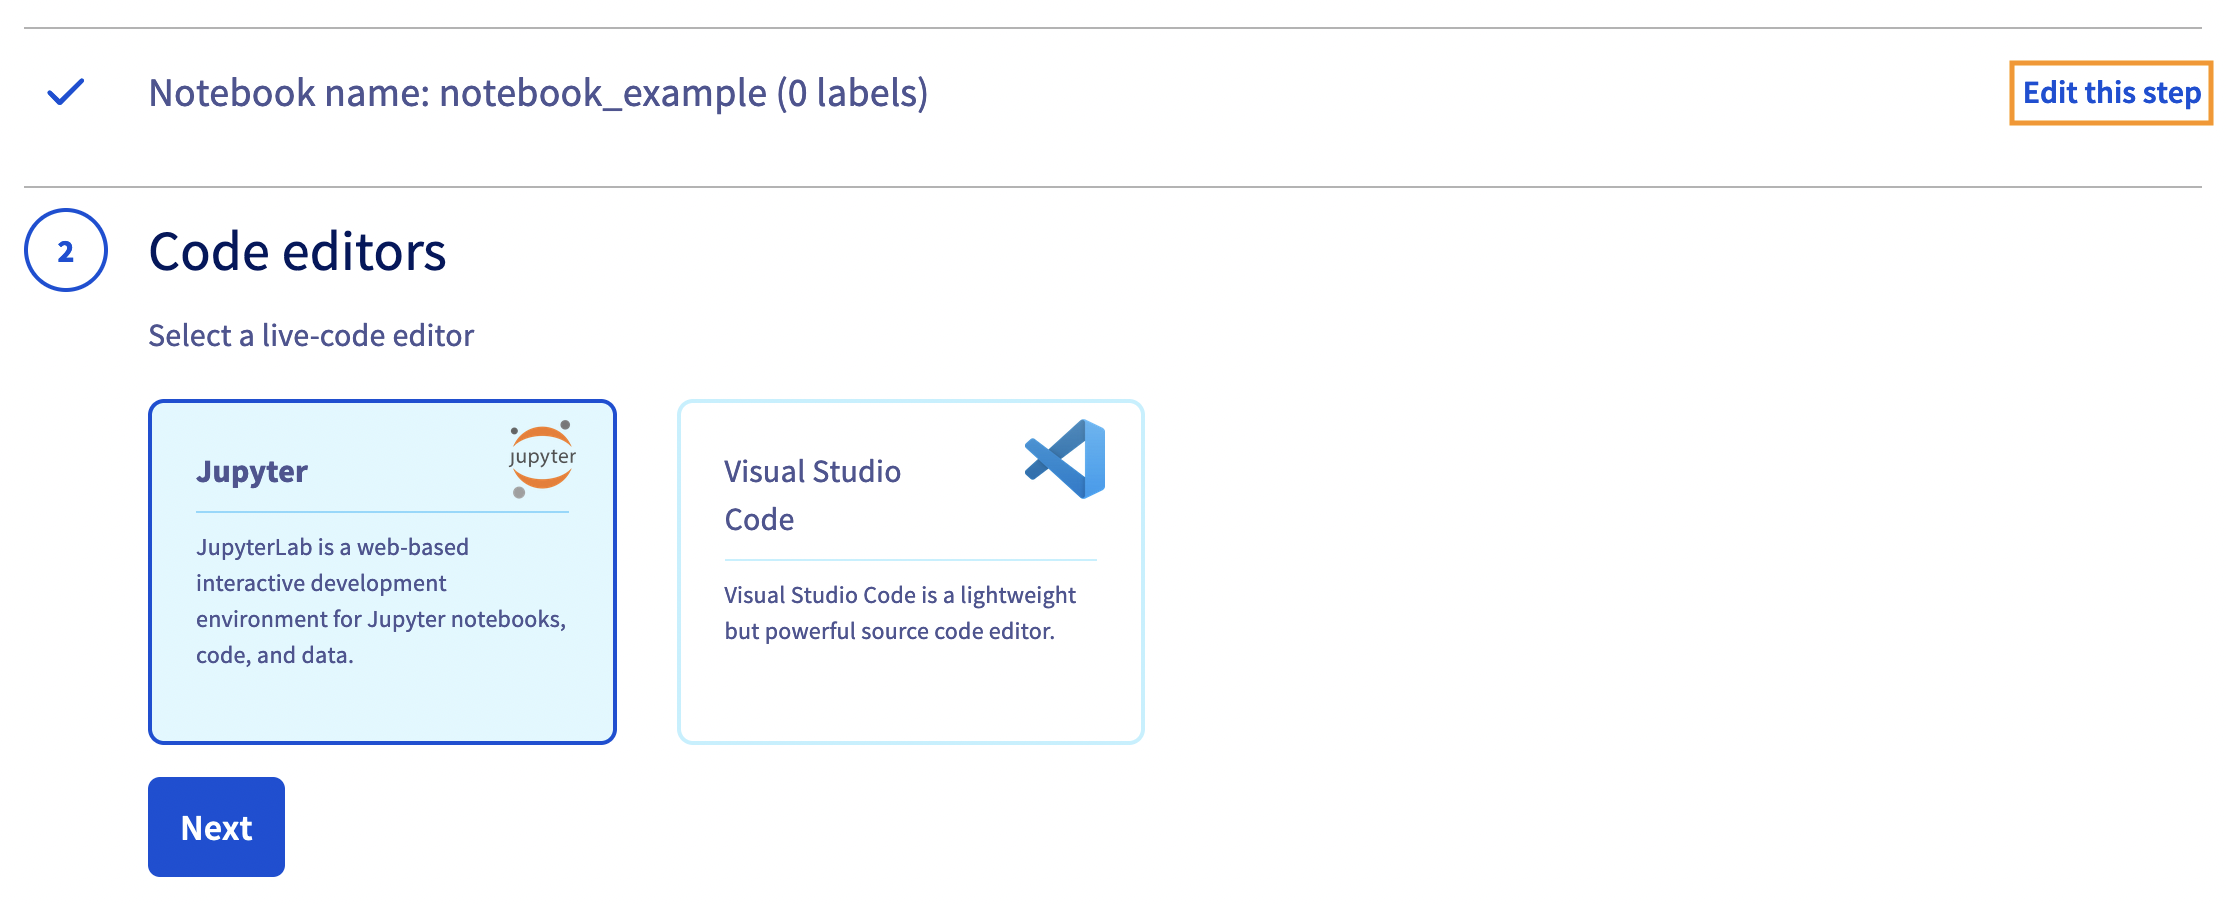 Notebook name: notebook_example (0 labels)
Edit this step
2
Code editors
Select a live-code editor
Jupyter
jupyter
JupyterLab is a web-based
interactive development
environment for Jupyter notebooks,
code, and data.
Visual Studio
Code
Visual Studio Code is a lightweight
but powerful source code editor.
Next